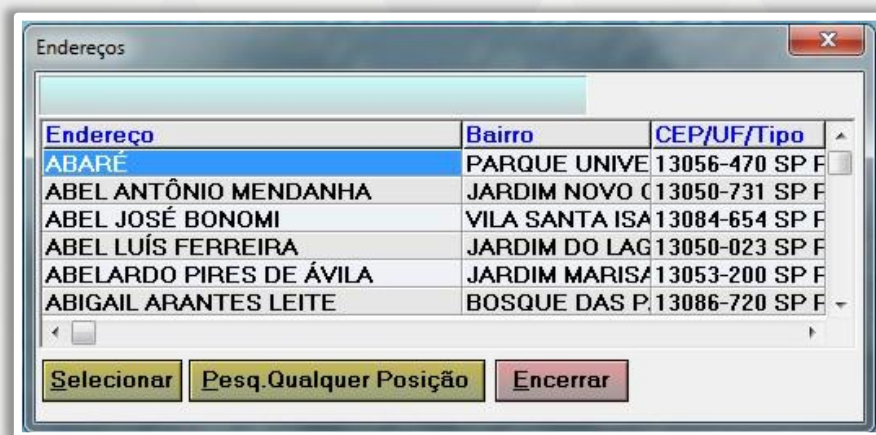 Endereços
Endereço Bairro CEP/UF/Tipo
ABARÉ PARQUE UNIVE 13056-470 SP
ABEL ANTÔNIO MENDANHA JARDIM NOVO 13050-731 SP
ABEL JOSÉ BONOMI VILA SANTA ISA 13084-654 SP
ABEL LUÍS FERREIRA JARDIM DO LAG 13050-023 SP
ABELARDO PIRES DE ÁVILA JARDIM MARISA 13053-200 SP
ABIGAIL ARANTES LEITE BOSQUE DAS P 13086-720 SP
Selecionar Pesq.Qualquer Posição Encerrar